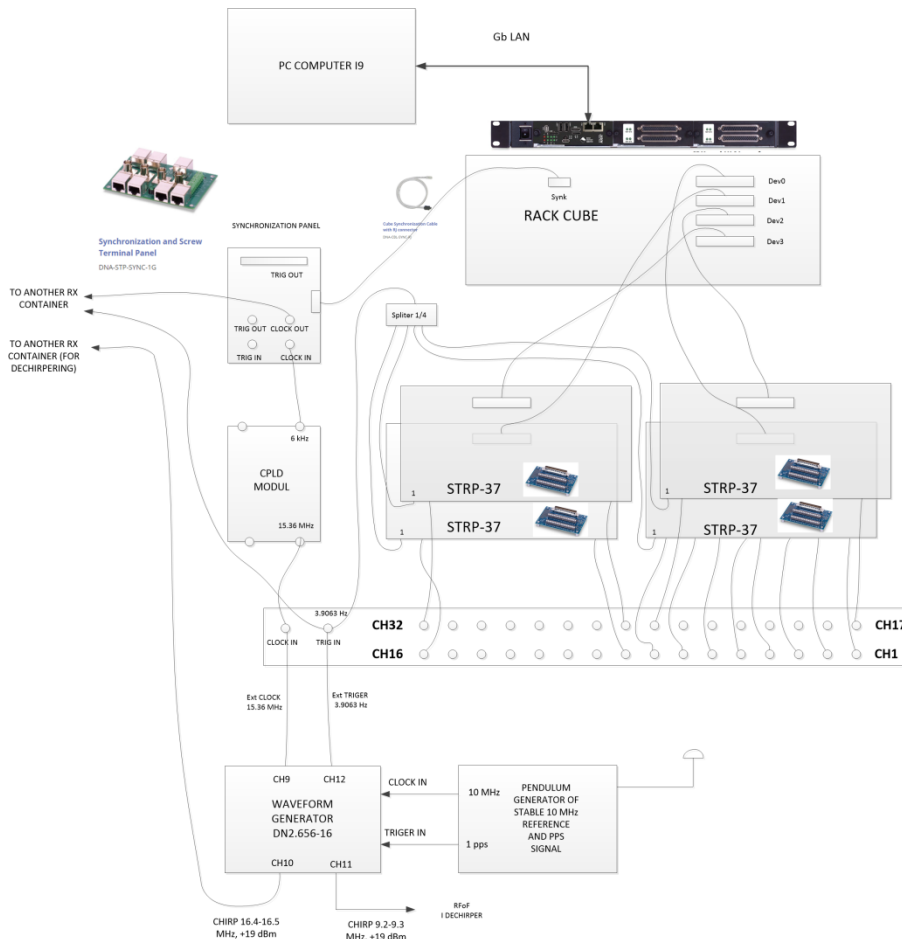 Gb LAN
PC COMPUTER I9
Synk
RACK CUBE
Dev0
Dev1
Dev2
Dev3
Cube Synchronization Cable
with RJ connector
Synchronization and Screw
Terminal Panel
DNA-STP-SYNC-1G
SYNCHRONIZATION PANEL
TRIG OUT
TRIG OUT
CLOCK OUT
TRIG IN
CLOCK IN
TO ANOTHER RX
CONTAINER
TO ANOTHER RX
CONTAINER (FOR
DECHIRPERING)
Spliter 1/4
6 kHz
CPLD
MODUL
15.36 MHz
1
STRP-37
1
STRP-37
1
STRP-37
1
STRP-37
3.9063 Hz
CLOCK IN
TRIG IN
CH32
CH17
CH16
CH1
Ext CLOCK
15.36 MHz
Ext TRIGER
3.9063 Hz
CH9
CH12
WAVEFORM
GENERATOR
DN2.656-16
CH10
CH11
CLOCK IN
TRIGER IN
10 MHz
1 pps
PENDULUM
GENERATOR OF
STABLE 10 MHz
REFERENCE
AND PPS
SIGNAL
CHIRP 16.4-16.5
MHz, +19 dBm
CHIRP 9.2-9.3
MHz, +19 dBm
RFoF
I DECHIRPER